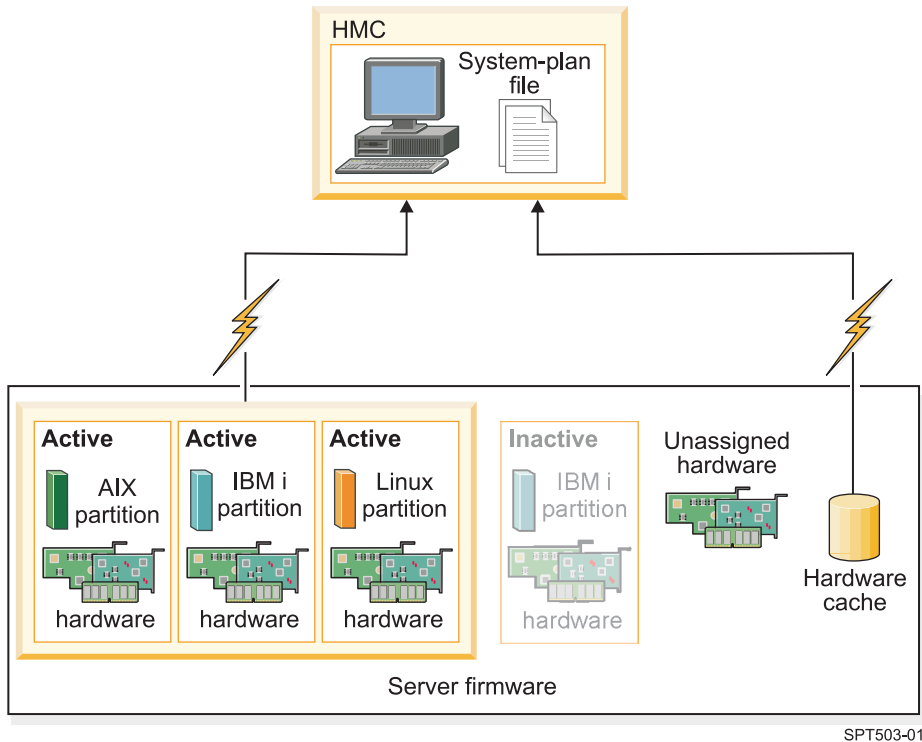 HMC
System-plan
file
Active
AIX
partition
hardware
Active
IBM i
partition
hardware
Active
Linux
partition
hardware
Inactive
IBM i
partition
hardware
Unassigned
hardware
Hardware
cache
Server firmware
SPT503-01